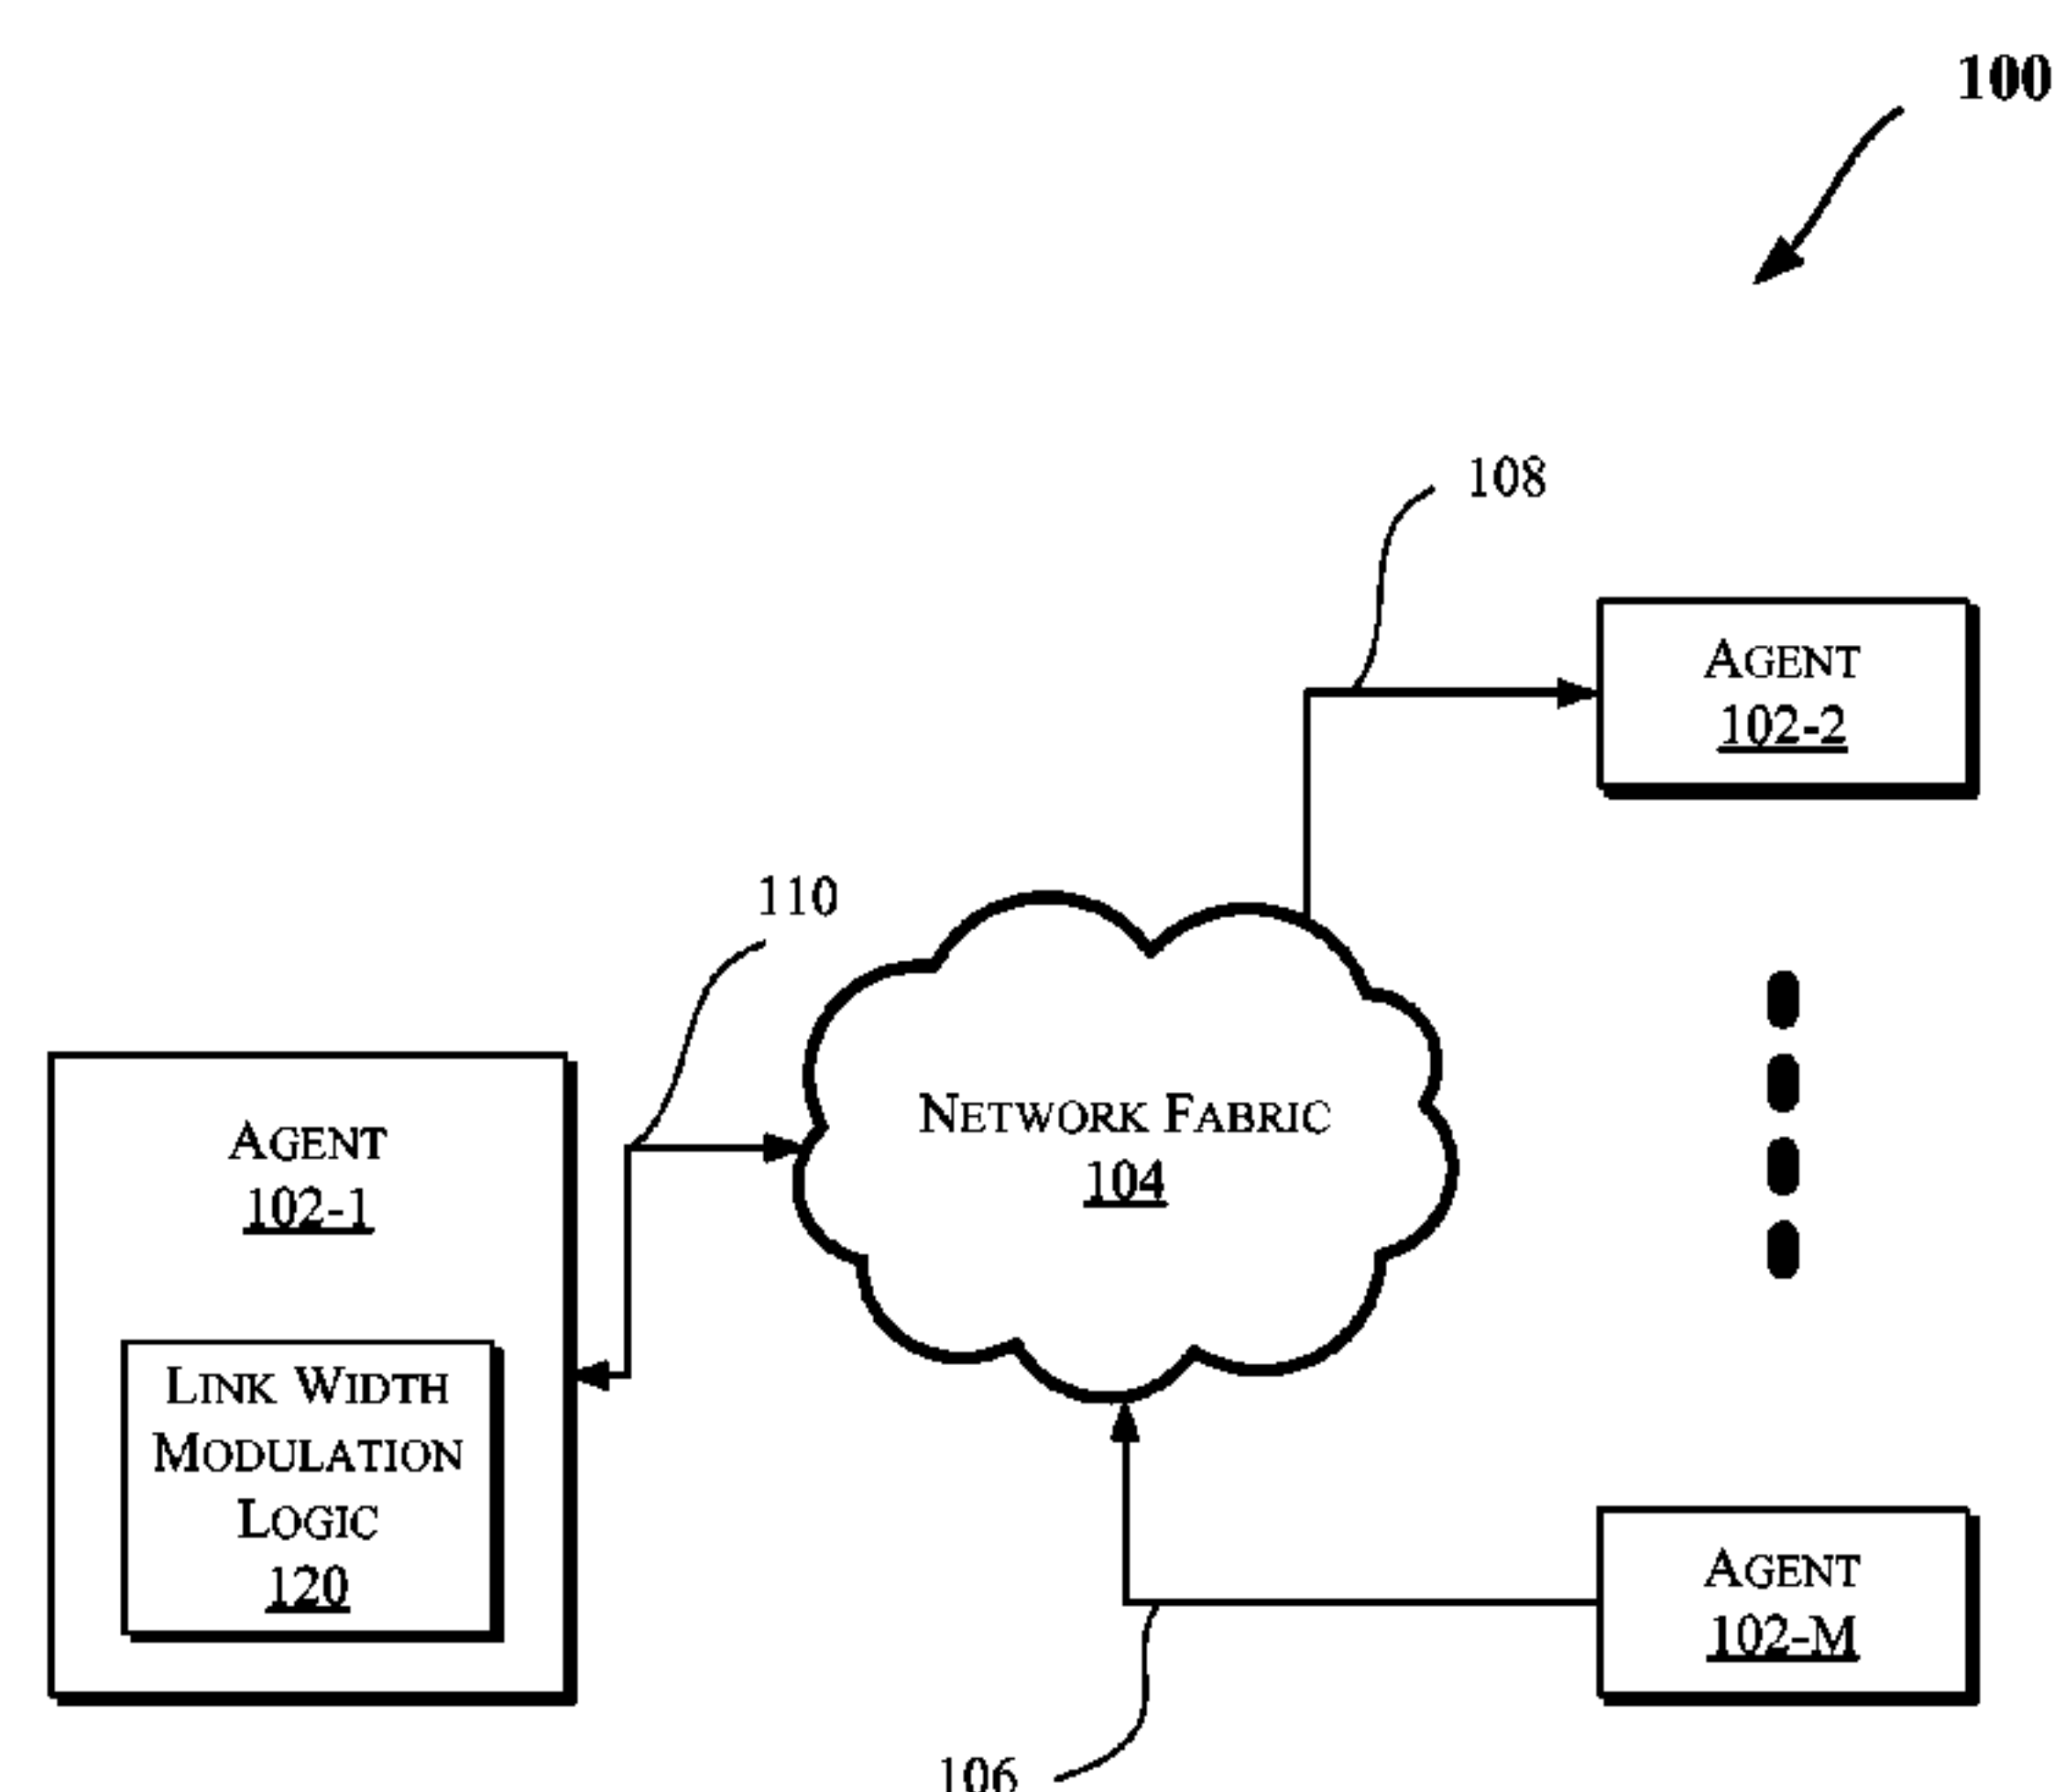 100
108
AGENT
102-2
110
NETWORK FABRIC
104
AGENT
102-1
LINK WIDTH
MODULATION
LOGIC
120
AGENT
102-M
106